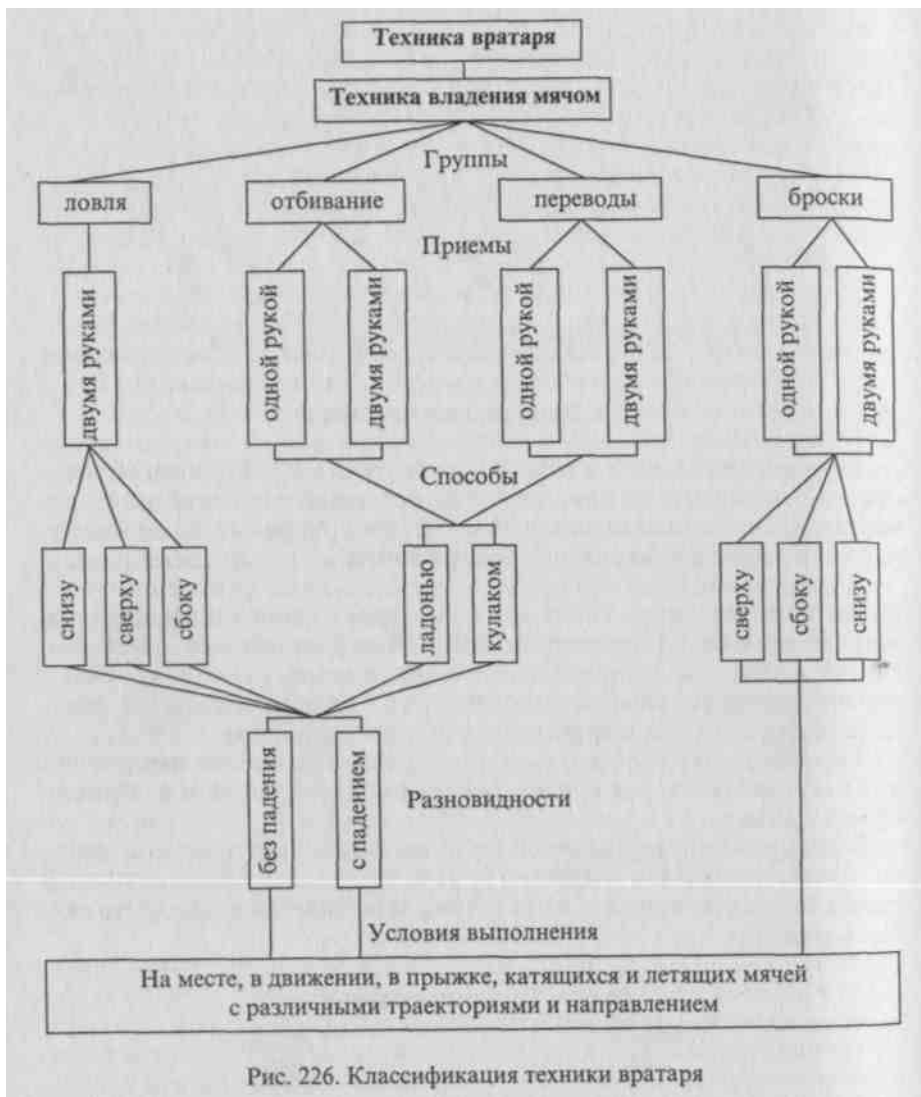 Техника вратаря
Техника владения мячом
Группы
ловля
отбивание
переводы
броски
Приемы
двумя руками
одной рукой
двумя руками
одной рукой
двумя руками
одной рукой
двумя руками
Способы
снизу
сверху
сбоку
ладонью
кулаком
сверху
сбоку
снизу
без падения
с падением
Разновидности
Условия выполнения
На месте, в движении, в прыжке, катящихся и летящих мячей
с различными траекториями и направлением
Рис. 226. Классификация техники вратаря